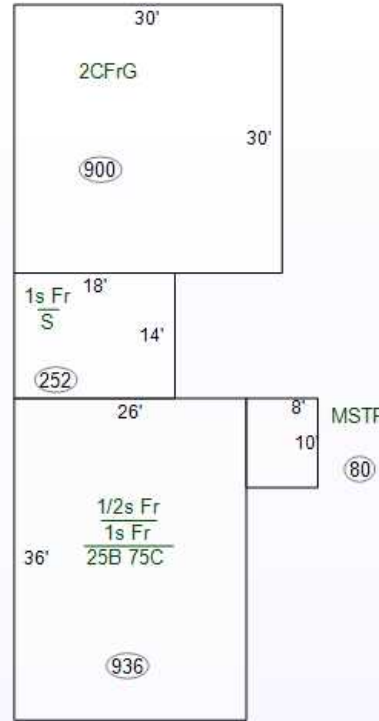 30'
2CFrG
30'
900
18'
1s Fr
S
14'
252
26'
8'
MSTP
10'
80
1/2s Fr
1s Fr
25B 75C
36'
936